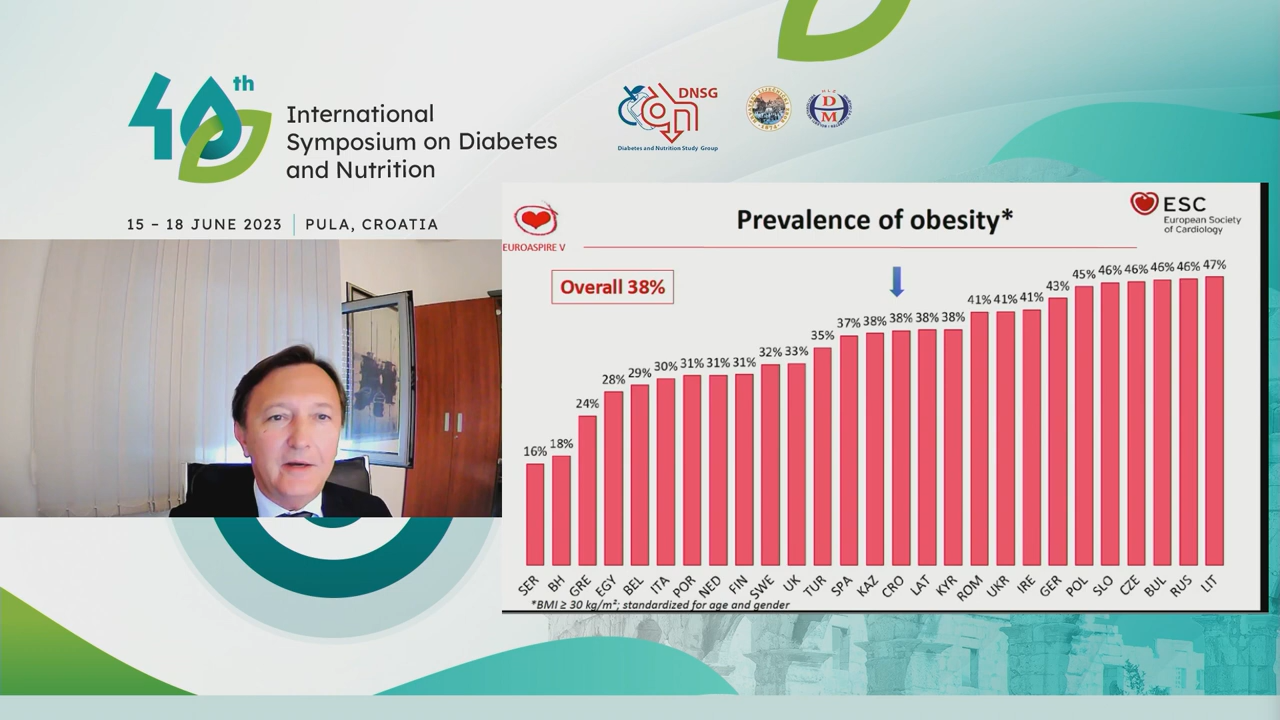 40th
International
Symposium on Diabetes
and Nutrition
15 – 18 JUNE 2023 | PULA, CROATIA
DNSG
Diabetes and Nutrition Study Group
DM
EUROASPIRE V
Prevalence of obesity*
ESC
European Society
of Cardiology
Overall 38%
16% 18% 24% 28% 29% 30% 31% 31% 31% 32% 33% 35% 37% 38% 38% 38% 38% 41% 41% 41% 43% 45% 46% 46% 46% 46% 47%
SER BH GRE EGY BEL ITA POR NED FIN SWE UK TUR SPA KAZ CRO LAT KYR ROM UKR IRE GER POL SLO CZE BUL RUS LIT
*BMI ≥ 30 kg/m²; standardized for age and gender